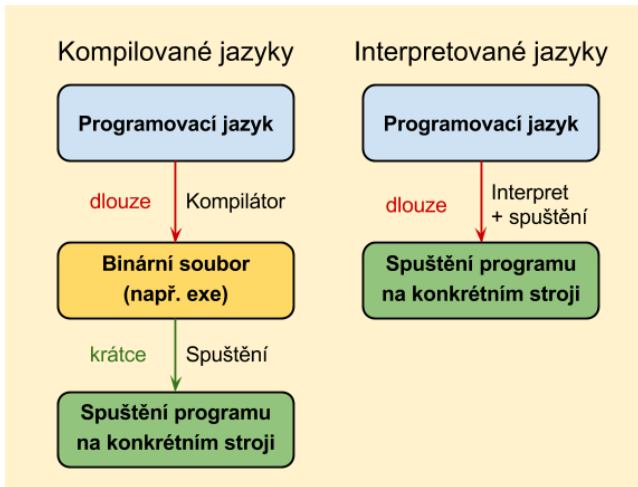 Kompilované jazyky
Programovací jazyk
dlouze
Kompilátor
Binární soubor
(např. exe)
krátce
Spuštění
Spuštění programu
na konkrétním stroji
Interpretované jazyky
Programovací jazyk
dlouze
Interpret
+ spuštění
Spuštění programu
na konkrétním stroji